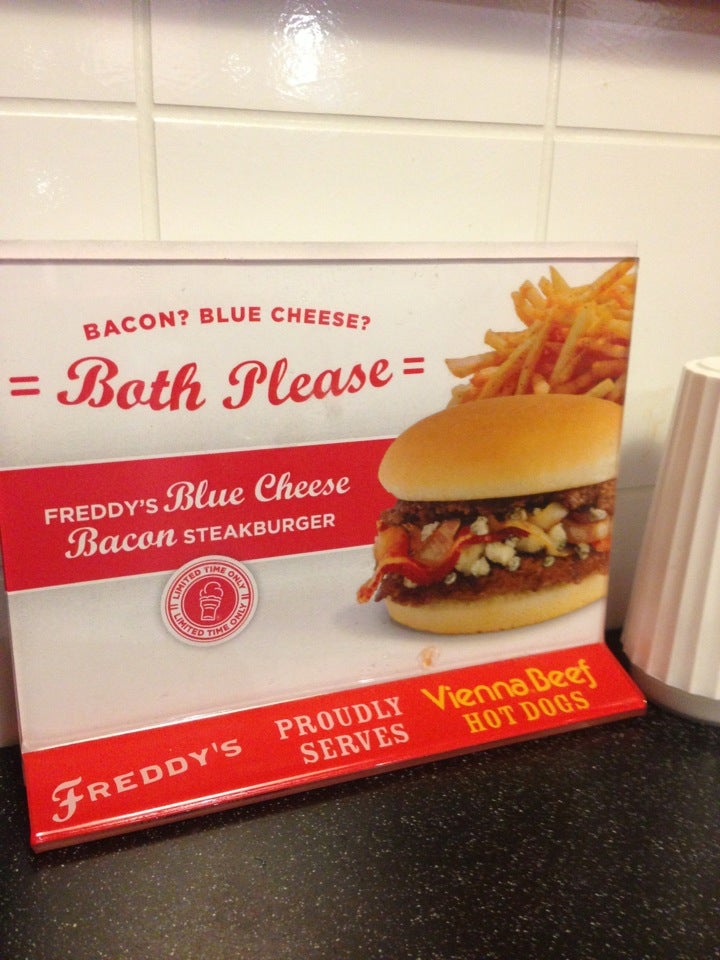 BACON? BLUE CHEESE?
= Both Please =
FREDDY'S Blue Cheese
Bacon STEAKBURGER
LIMITED TIME ONLY
LIMITED TIME ONLY
FREDDY'S
PROUDLY
SERVES
Vienna Beef
HOT DOGS